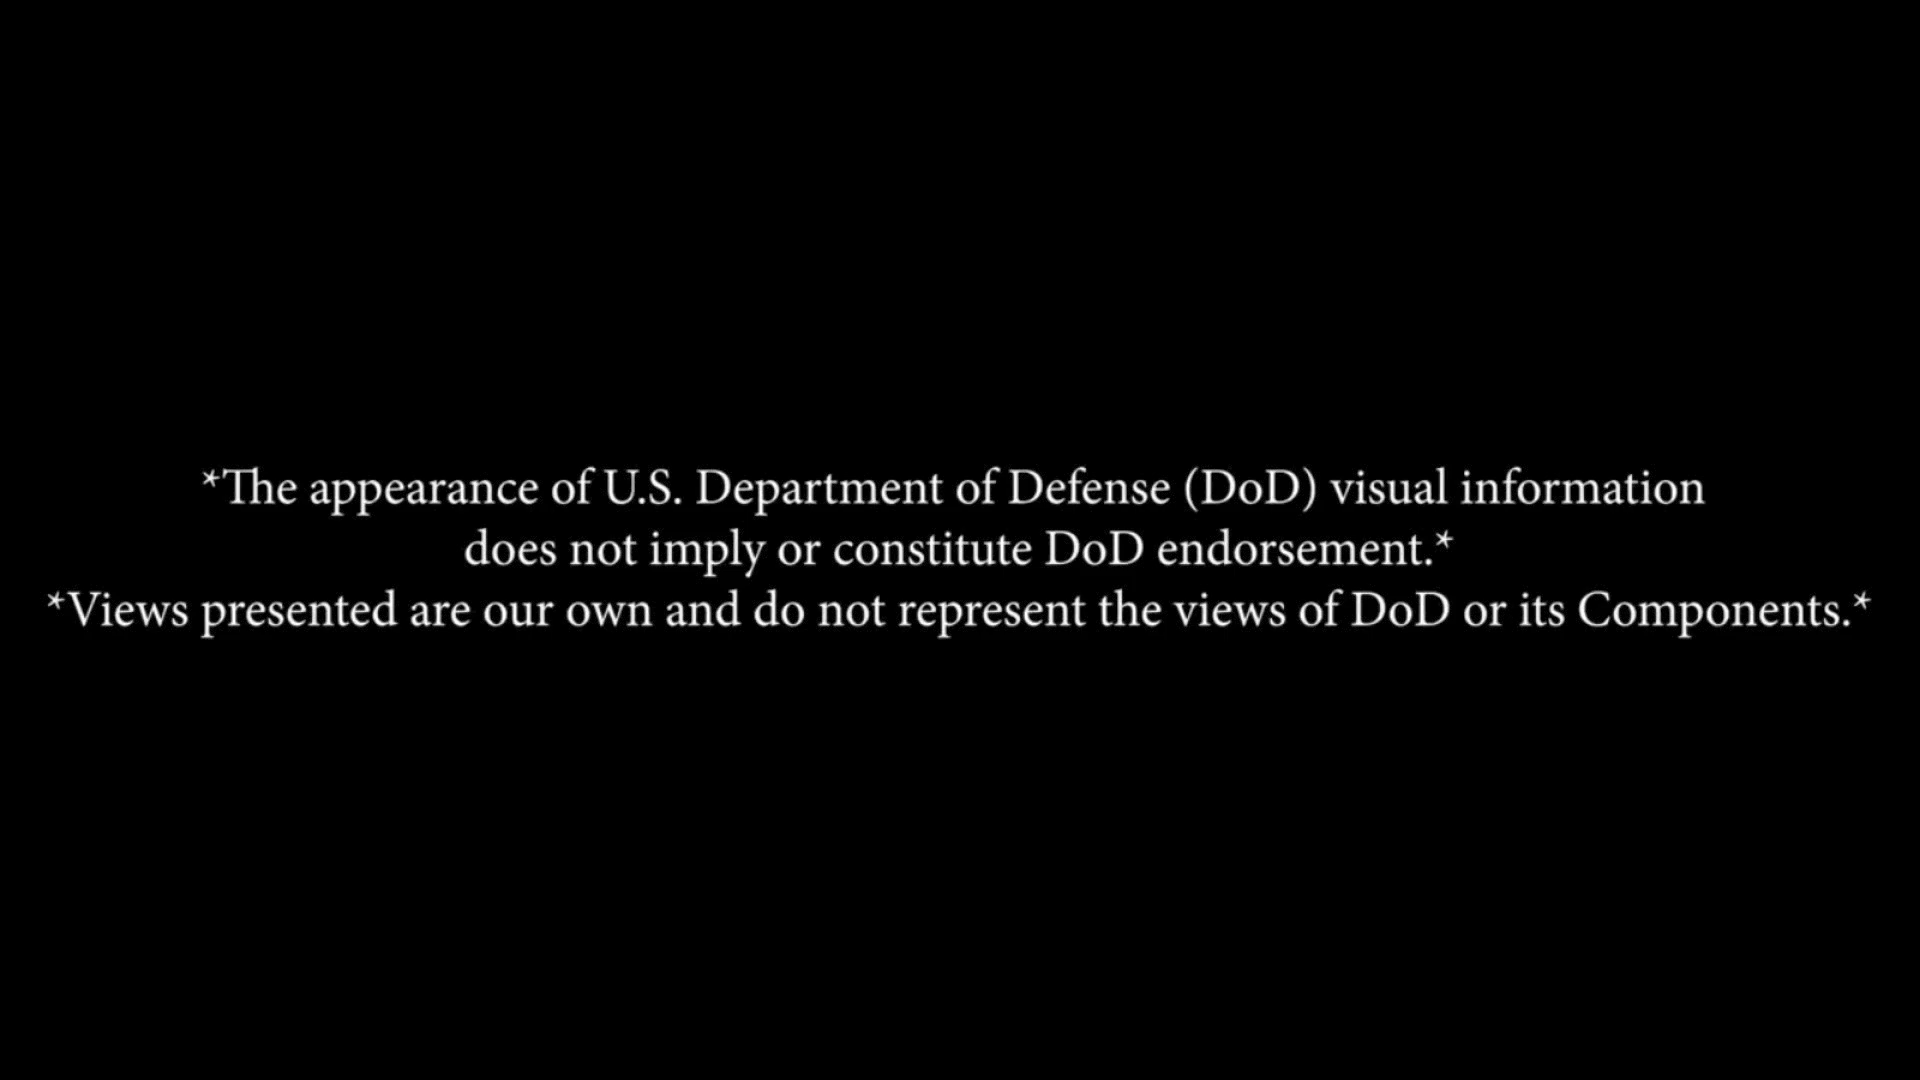 *The appearance of U.S. Department of Defense (DoD) visual information
does not imply or constitute DoD endorsement.*
*Views presented are our own and do not represent the views of DoD or its Components.*